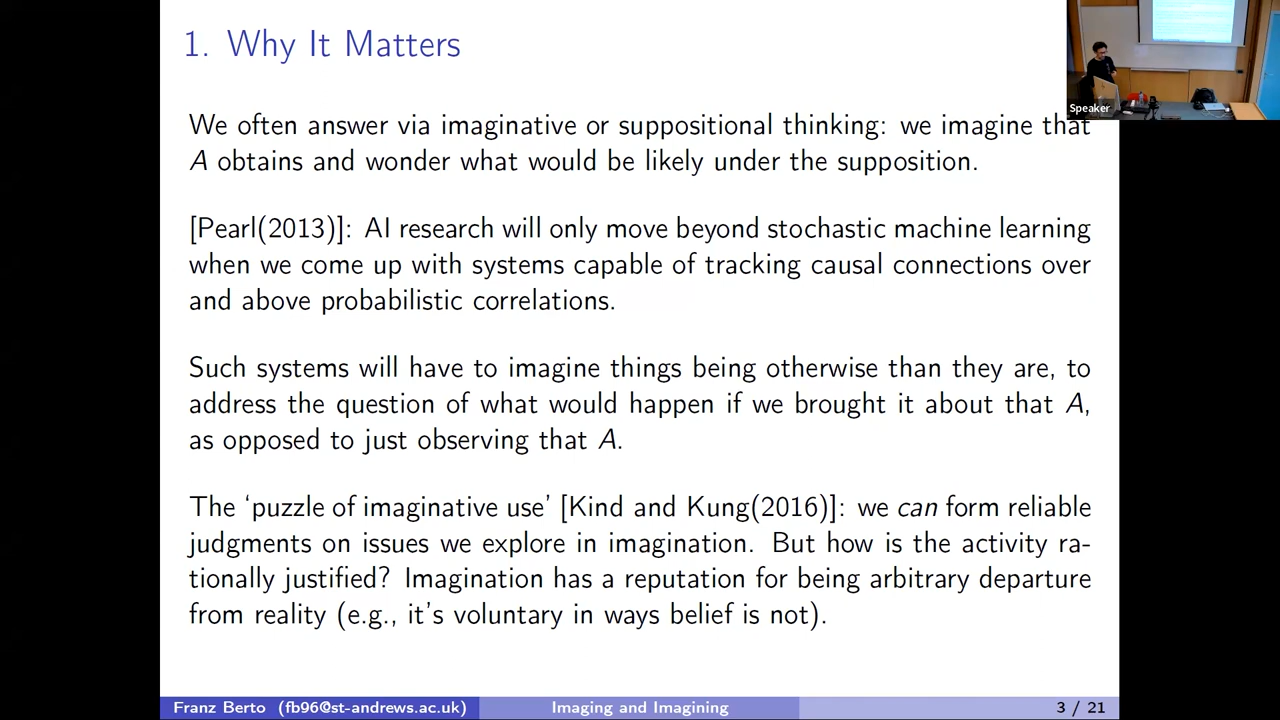 1. Why It Matters
Speaker
We often answer via imaginative or suppositional thinking: we imagine that
A obtains and wonder what would be likely under the supposition.
[Pearl(2013)]: AI research will only move beyond stochastic machine learning
when we come up with systems capable of tracking causal connections over
and above probabilistic correlations.
Such systems will have to imagine things being otherwise than they are, to
address the question of what would happen if we brought it about that A,
as opposed to just observing that A.
The ‘puzzle of imaginative use’ [Kind and Kung(2016)]: we can form reliable
judgments on issues we explore in imagination. But how is the activity ra-
tionally justified? Imagination has a reputation for being arbitrary departure
from reality (e.g., it’s voluntary in ways belief is not).
Franz Berto (fb96@st-andrews.ac.uk) Imaging and Imagining 3 / 21